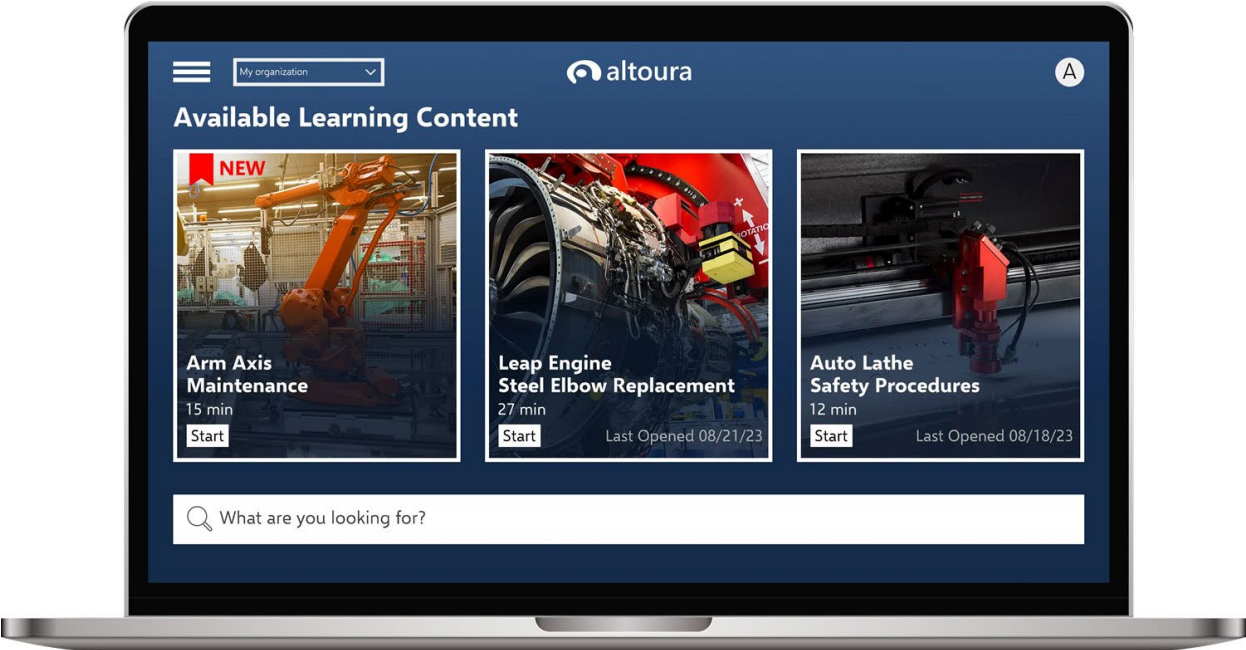 My organization
altoura
A
Available Learning Content
NEW
ROTATIO
Arm Axis
Maintenance
15 min
Start
Leap Engine
Steel Elbow Replacement
27 min
Start
Last Opened 08/21/23
Auto Lathe
Safety Procedures
12 min
Start
Last Opened 08/18/23
What are you looking for?